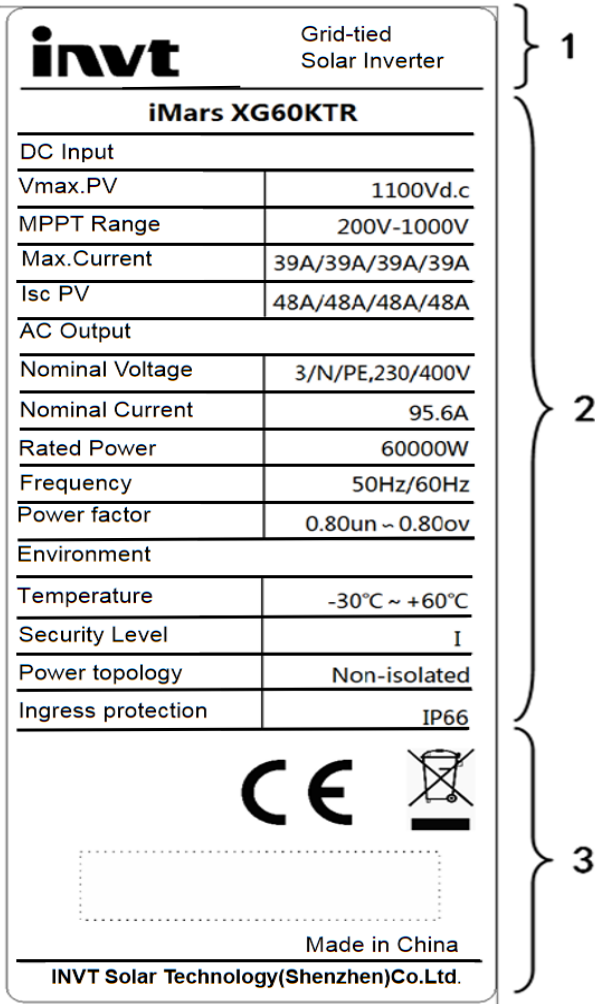 invt
Grid-tied
Solar Inverter
1
iMars XG60KTR
DC Input
Vmax.PV 1100Vd.c
MPPT Range 200V-1000V
Max.Current 39A/39A/39A/39A
Isc PV 48A/48A/48A/48A
AC Output
Nominal Voltage 3/N/PE,230/400V
Nominal Current 95.6A
2
Rated Power 60000W
Frequency 50Hz/60Hz
Power factor 0.80un~0.80ov
Environment
Temperature -30℃ ~ +60℃
Security Level I
Power topology Non-isolated
Ingress protection IP66
CE
3
Made in China
INVT Solar Technology(Shenzhen)Co.Ltd.